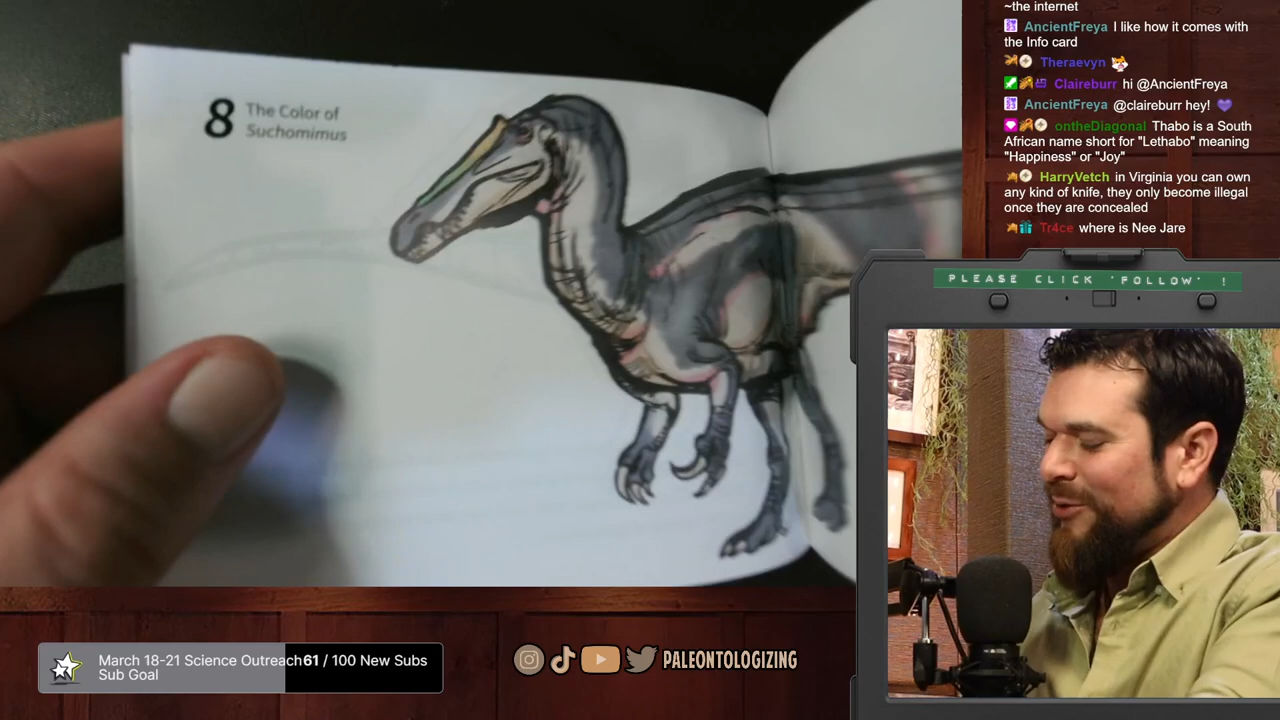 8 The Color of
Suchomimus
~the internet
AncientFreya I like how it comes with
the Info card
Theraevyn
Claireburr hi @AncientFreya
AncientFreya @claireburr hey!
ontheDiagonal Thabo is a South
African name short for "Lethabo" meaning
"Happiness" or "Joy"
HarryVetch in Virginia you can own
any kind of knife, they only become illegal
once they are concealed
Tr4ce where is Nee Jare
PLEASE CLICK 'FOLLOW' !
March 18-21 Science Outreach 61 / 100 New Subs
Sub Goal
PALEONTOLOGIZING